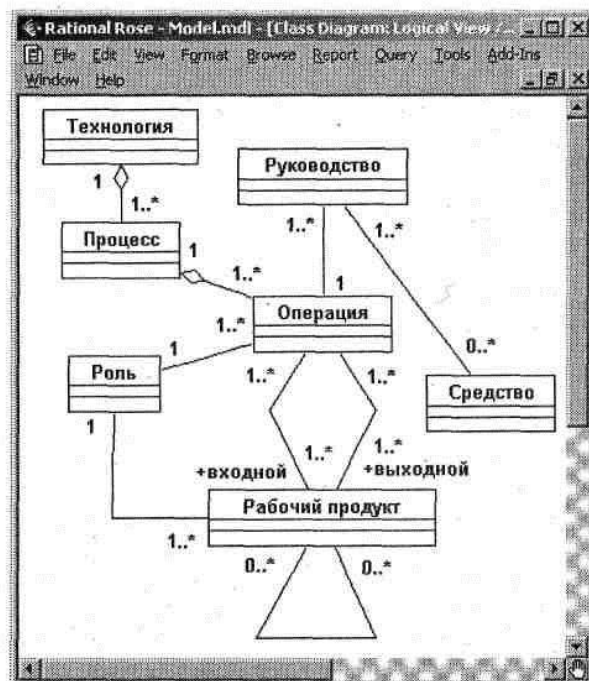 Rational Rose - Model.mdl - [Class Diagram: Logical View /...
File Edit View Format Browse Report Query Tools Add-Ins
Window Help
Технология
1
1..*
Процесс
1
1..*
Руководство
1..*
1..*
1
Операция
1..*
1
Роль
1
1..*
1..*
0..*
Средство
1..*
1..*
+входной
+выходной
Рабочий продукт
1..*
0..*
0..*